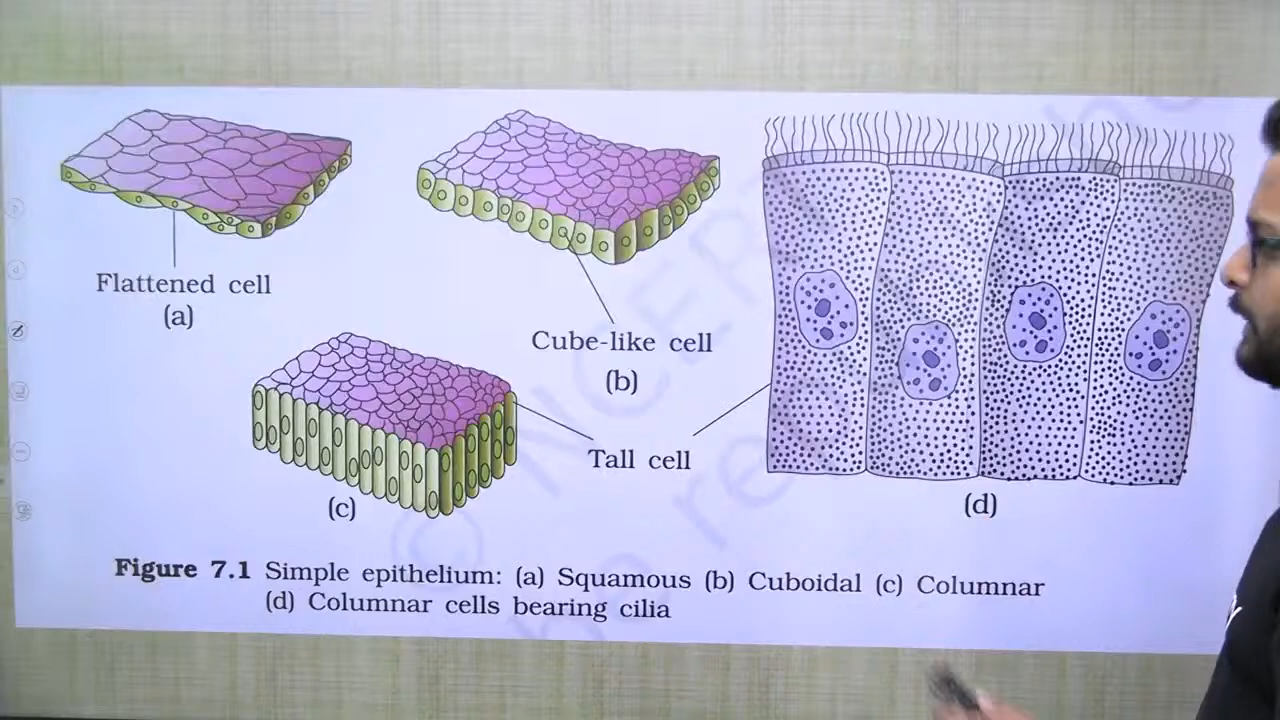 Flattened cell
(a)
Cube-like cell
(b)
Tall cell
(c)
(d)
Figure 7.1 Simple epithelium: (a) Squamous (b) Cuboidal (c) Columnar
(d) Columnar cells bearing cilia